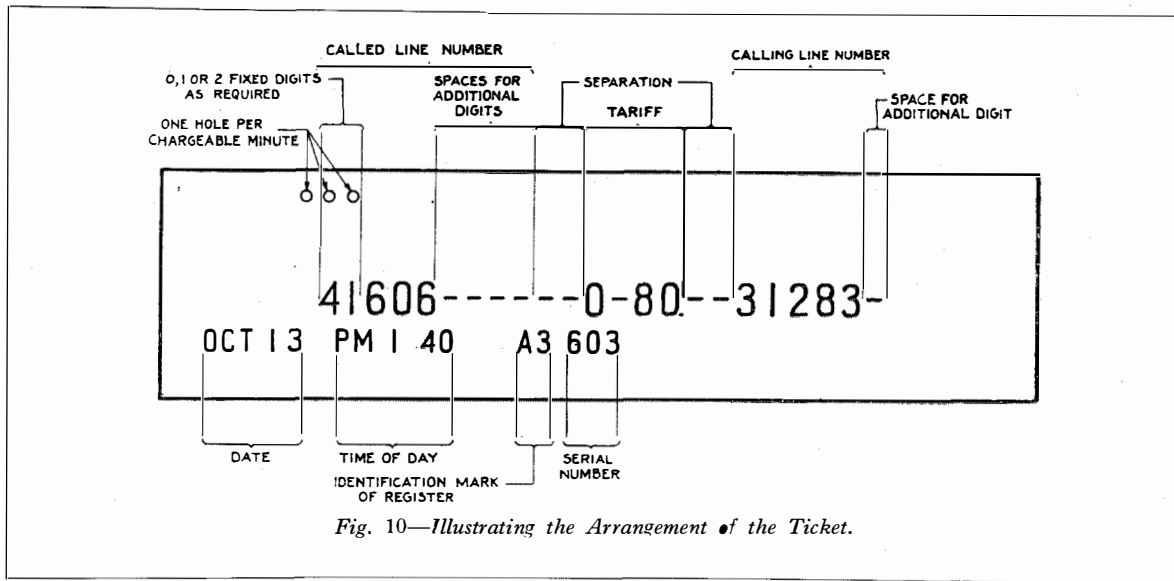 CALLED LINE NUMBER
CALLING LINE NUMBER
0,1 OR 2 FIXED DIGITS
AS REQUIRED
SPACES FOR
ADDITIONAL
DIGITS
SEPARATION
TARIFF
SPACE FOR
ADDITIONAL DIGIT
ONE HOLE PER
CHARGEABLE MINUTE
41606------0-80--31283-
OCT 13 PM 1 40 A3 603
DATE
TIME OF DAY
IDENTIFICATION MARK
OF REGISTER
SERIAL
NUMBER
Fig. 10—Illustrating the Arrangement of the Ticket.